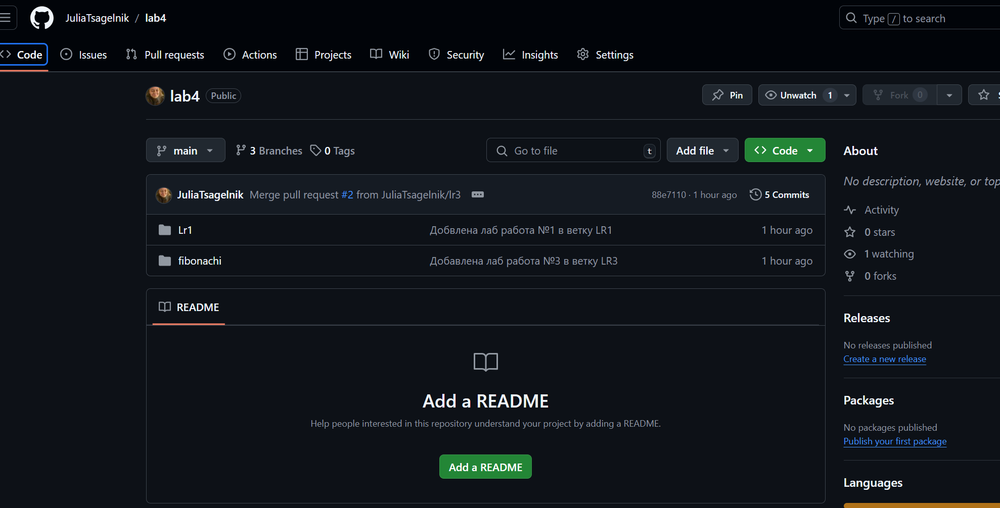 JuliaTsagelnik / lab4
Type / to search
Code Issues Pull requests Actions Projects Wiki Security Insights Settings
lab4 Public
Pin Unwatch 1 Fork 0
main 3 Branches 0 Tags
Go to file t Add file Code
JuliaTsagelnik Merge pull request #2 from JuliaTsagelnik/lr3 88e7110 · 1 hour ago 5 Commits
Lr1 Добвлена лаб работа №1 в ветку LR1 1 hour ago
fibonachi Добавлена лаб работа №3 в ветку LR3 1 hour ago
README
Add a README
Help people interested in this repository understand your project by adding a README.
Add a README
About
No description, website, or top
Activity
0 stars
1 watching
0 forks
Releases
No releases published
Create a new release
Packages
No packages published
Publish your first package
Languages